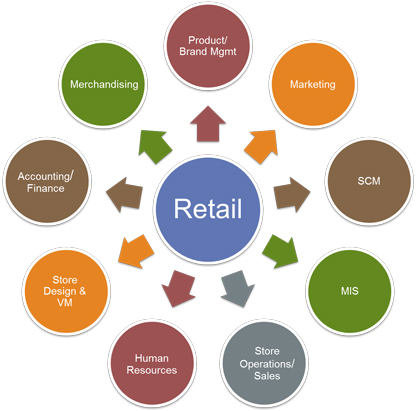 Product/
Brand Mgmt
Marketing
SCM
MIS
Store
Operations/
Sales
Human
Resources
Store
Design &
VM
Accounting/
Finance
Merchandising
Retail